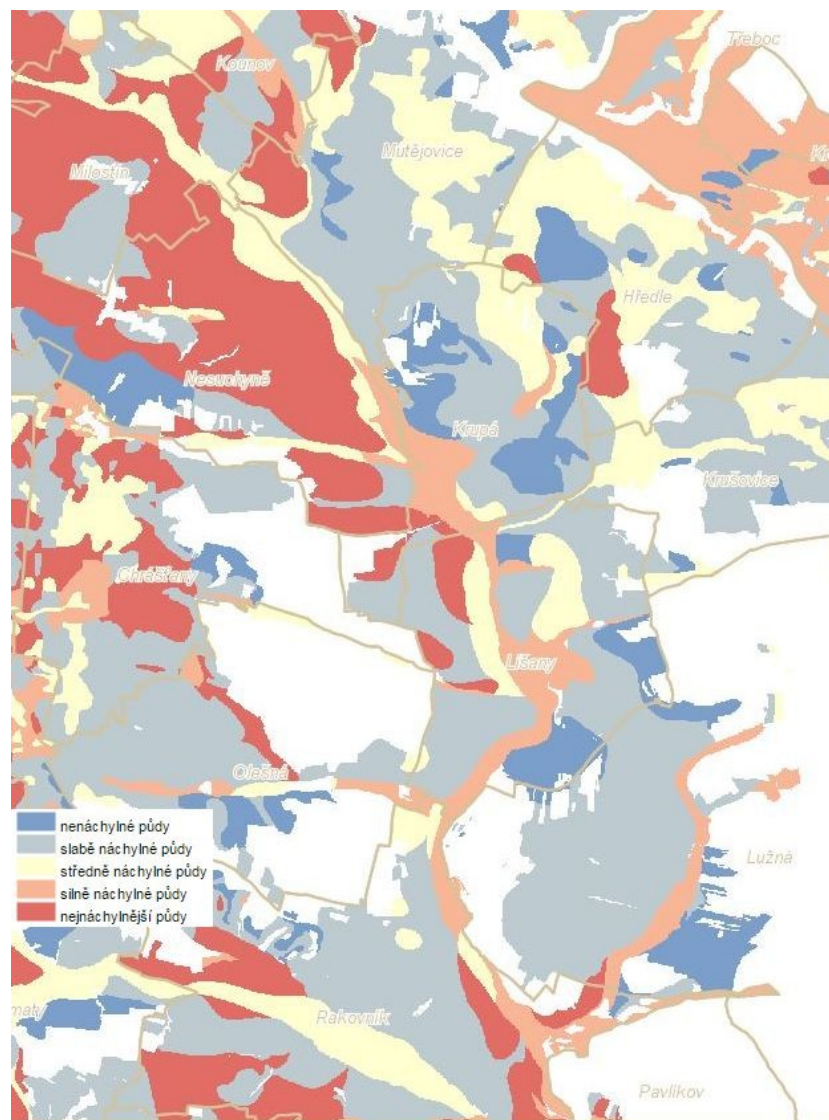 Třeboc
Kounov
Mutějovice
Milostín
Hředle
Nesuchyně
Krupá
Krušovice
Chrášťany
Lišany
Olešná
nenáchylné půdy
slabě náchylné půdy
středně náchylné půdy
silně náchylné půdy
nejnáchylnější půdy
Lužná
maty
Rakovník
Pavlíkov